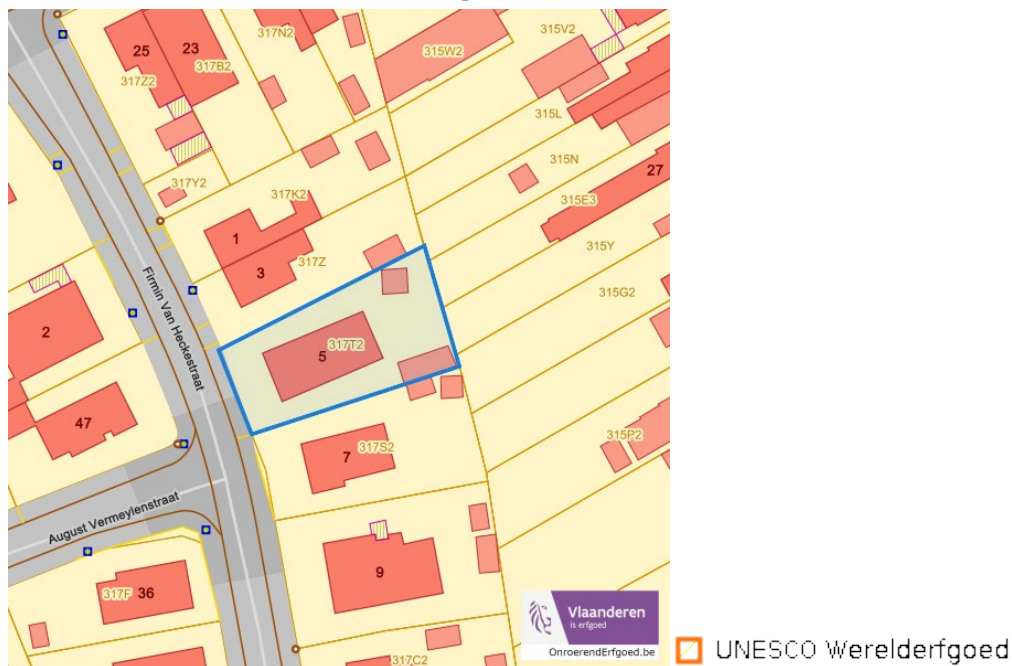 317N2
315V2
25
23
317B2
315W2
317Z2
315L
315N
27
317Y2
317K2
315E3
1
315Y
317Z
3
315G2
Firmin Van Heckestraat
2
5
317T2
47
315P2
317S2
7
August Vermeylenstraat
9
317F
36
Vlaanderen
is erfgoed
OnroerendErfgoed.be
317C2
UNESCO Werelderfgoed